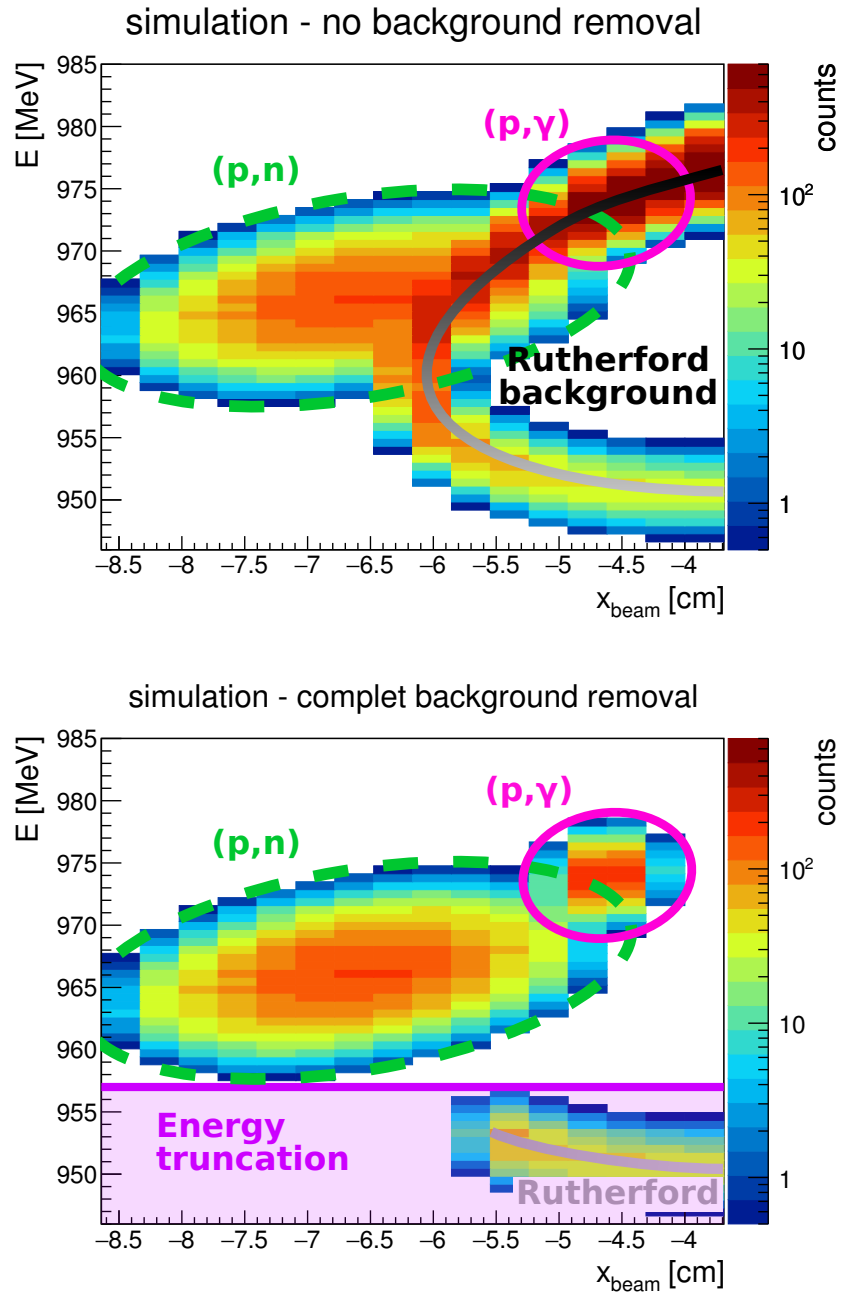 simulation - no background removal
E [MeV]
985
980
975
970
965
960
955
950
(p,γ)
(p,n)
Rutherford
background
counts
10²
10
1
−8.5 −8 −7.5 −7 −6.5 −6 −5.5 −5 −4.5 −4
x_beam [cm]
simulation - complet background removal
E [MeV]
985
980
975
970
965
960
955
950
(p,γ)
(p,n)
Energy
truncation
Rutherford
counts
10²
10
1
−8.5 −8 −7.5 −7 −6.5 −6 −5.5 −5 −4.5 −4
x_beam [cm]